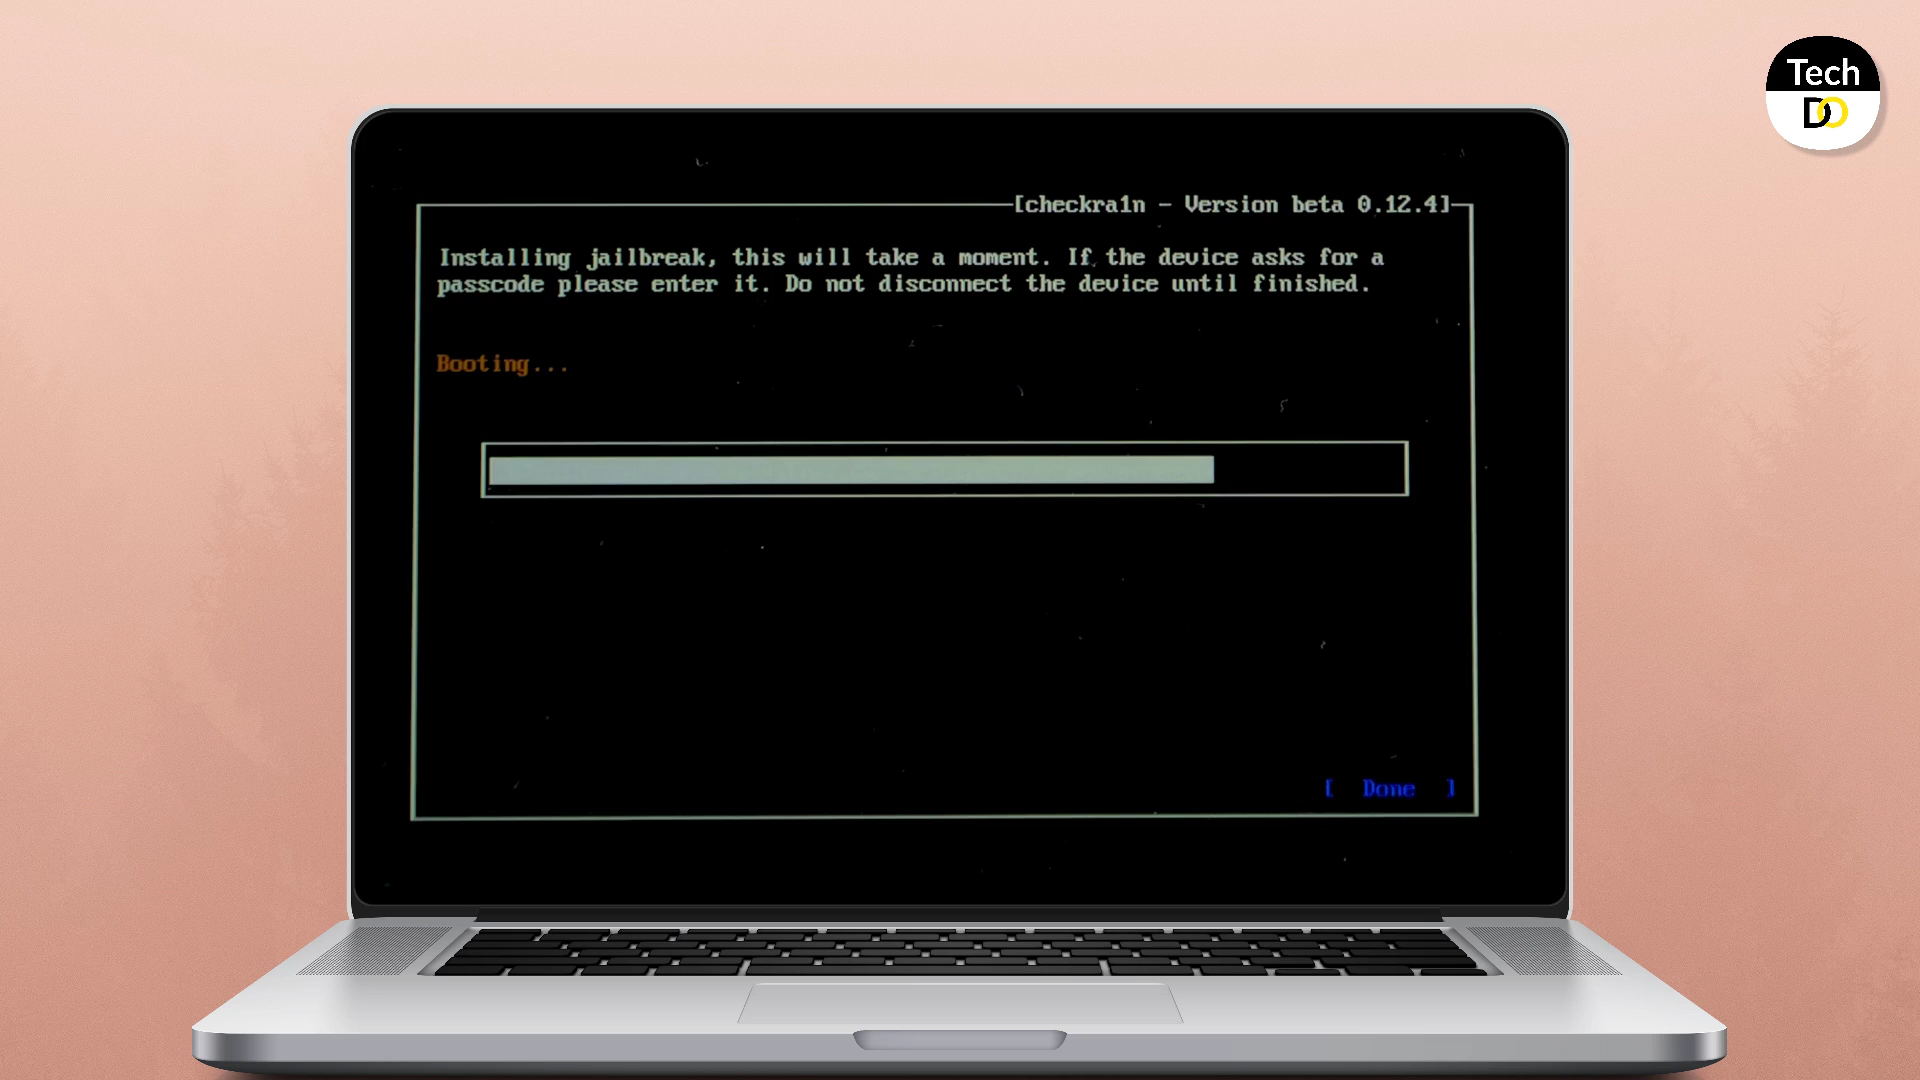 Tech
DO
[checkra1n - Version beta 0.12.4]
Installing jailbreak, this will take a moment. If the device asks for a
passcode please enter it. Do not disconnect the device until finished.
Booting...
[ Done ]